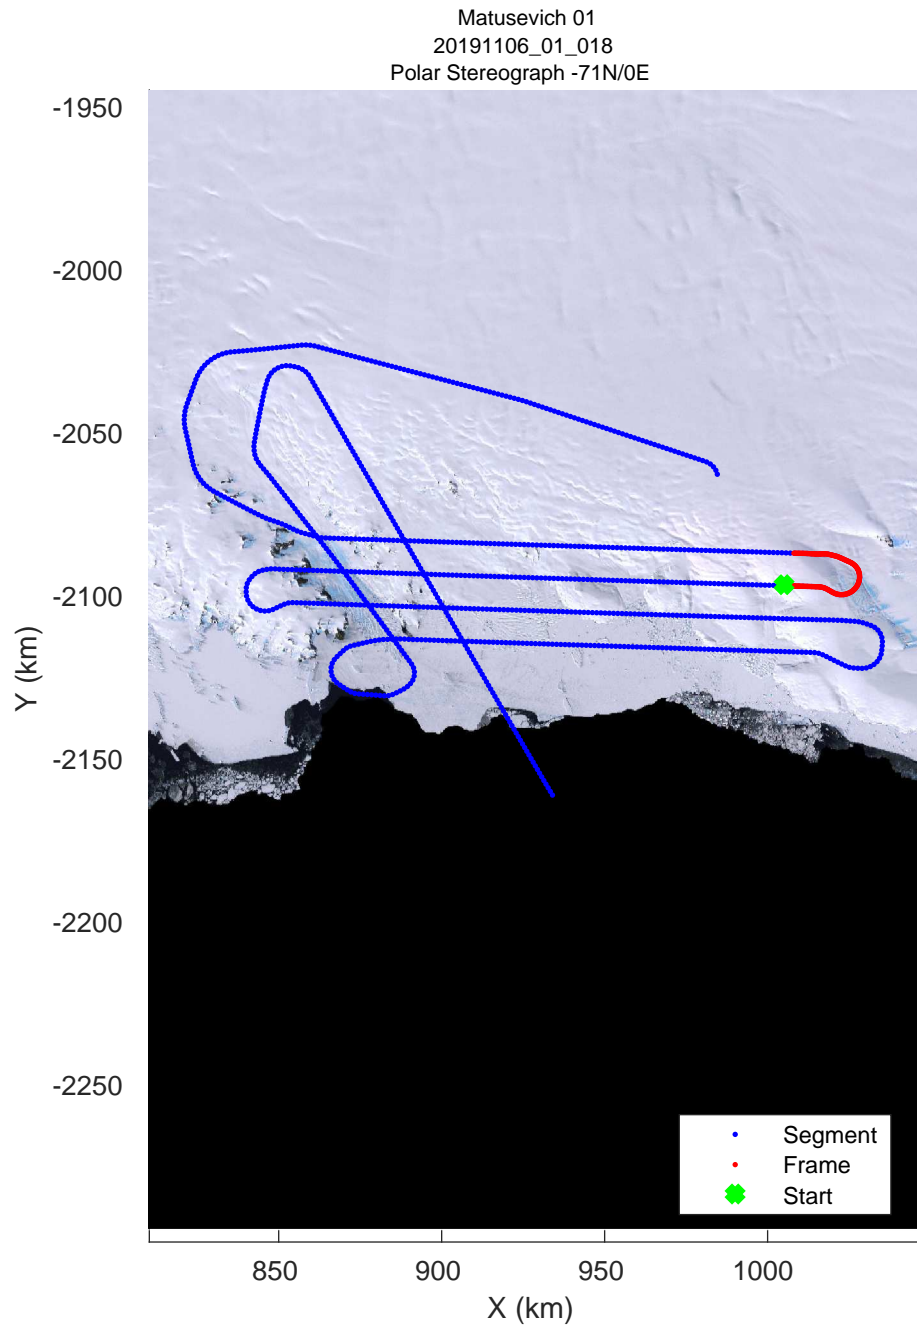 Matusevich 01
20191106_01_018
Polar Stereograph -71N/0E
-1950
-2000
-2050
-2100
-2150
-2200
-2250
Y (km)
850
900
950
1000
X (km)
Segment
Frame
Start